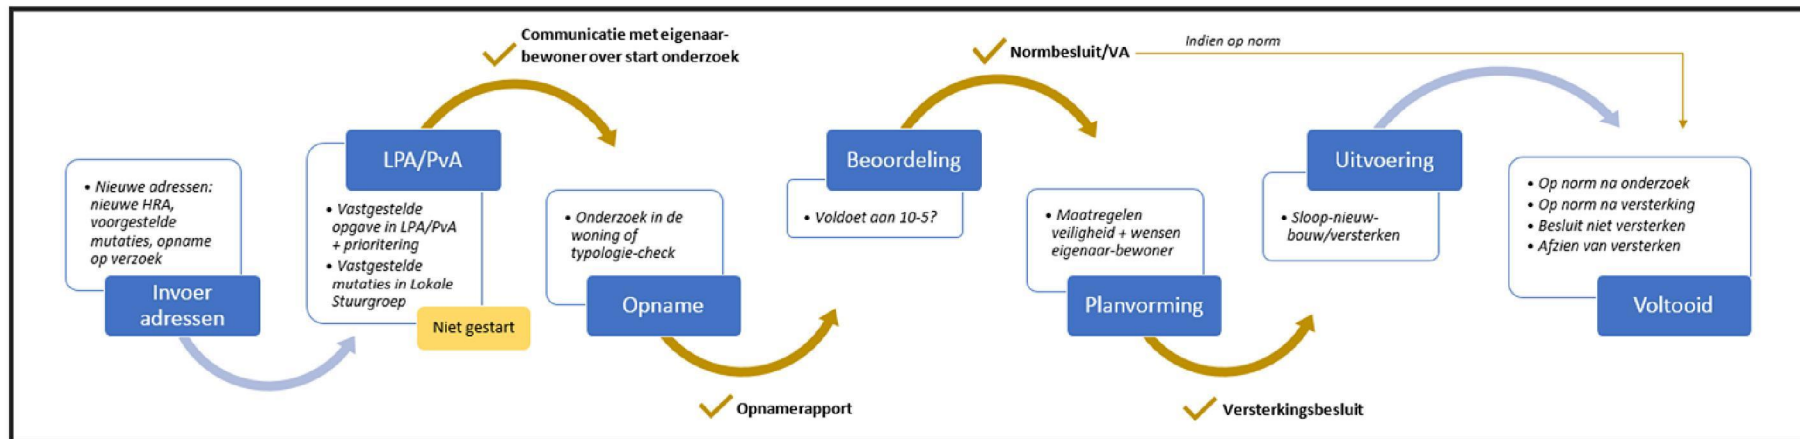 • Nieuwe adressen:
nieuwe HRA,
voorgestelde
mutaties, opname
op verzoek
Invoer
adressen
LPA/PvA
• Vastgestelde
opgave in LPA/PvA
+ prioritering
• Vastgestelde
mutaties in Lokale
Stuurgroep
Niet gestart
Communicatie met eigenaar-
bewoner over start onderzoek
• Onderzoek in de
woning of
typologie-check
Opname
Opnamerapport
Beoordeling
• Voldoet aan 10-5?
Normbesluit/VA
Indien op norm
• Maatregelen
veiligheid + wensen
eigenaar-bewoner
Planvorming
Versterkingsbesluit
Uitvoering
• Sloop-nieuw-
bouw/versterken
• Op norm na onderzoek
• Op norm na versterking
• Besluit niet versterken
• Afzien van versterken
Voltooid